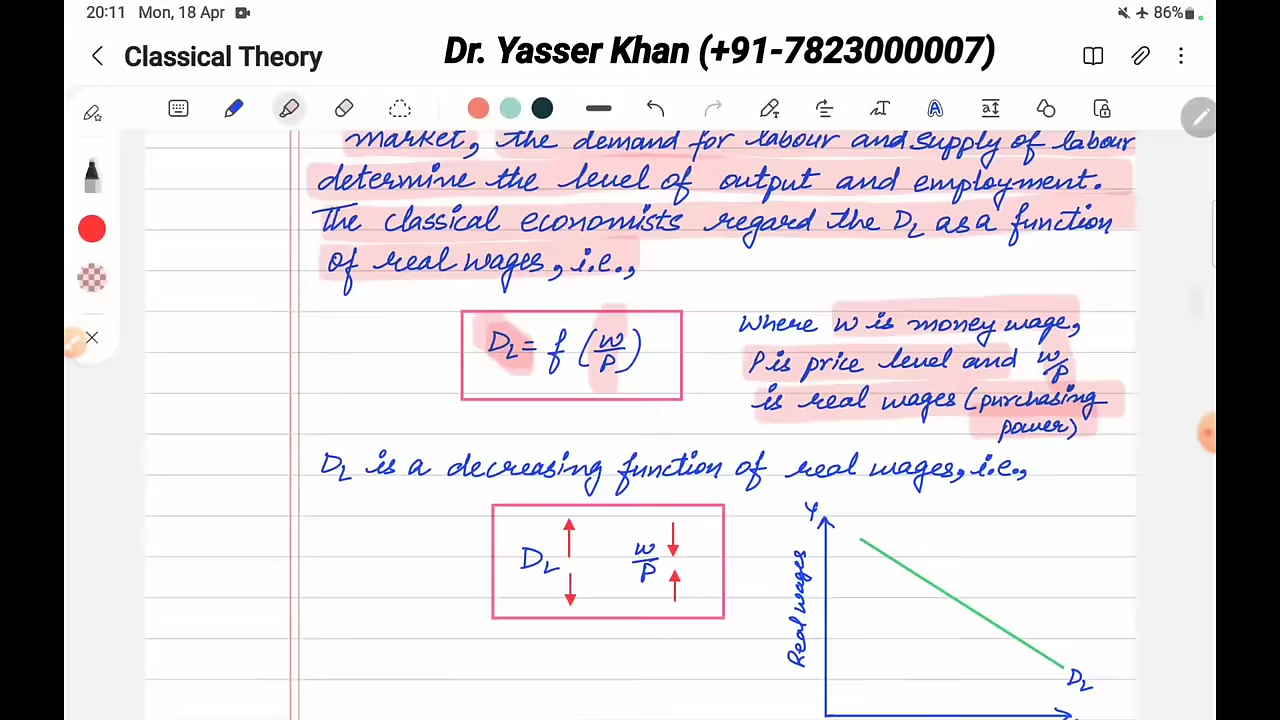 20:11 Mon, 18 Apr
86%
Classical Theory
Dr. Yasser Khan (+91-7823000007)
market, the demand for labour and supply of labour
determine the level of output and employment.
The classical economists regard the DL as a function
of real wages, i.e.,
DL = f (w/P)
Where w is money wage,
P is price level and w/P
is real wages (purchasing
power)
DL is a decreasing function of real wages, i.e.,
DL ↑ w/P ↓
↓ ↑
Y
Real wages
DL